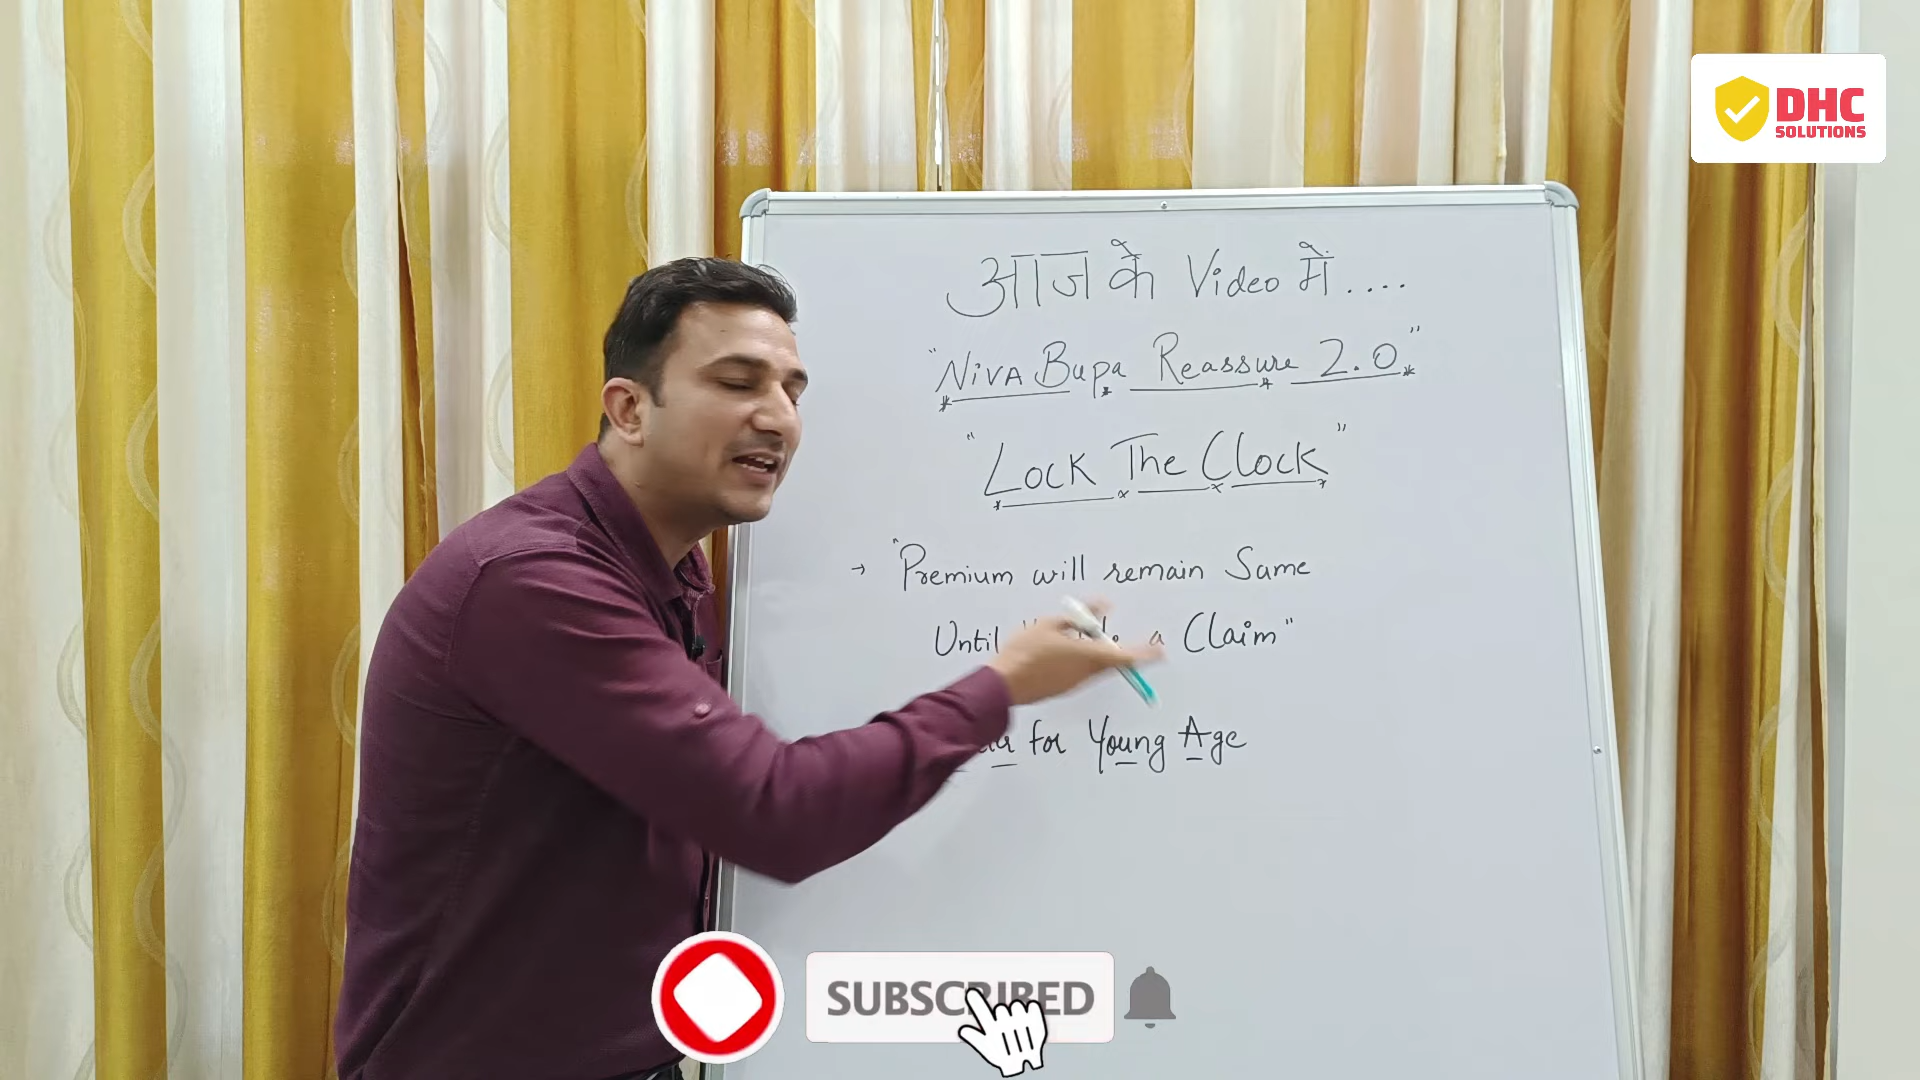 DHC
SOLUTIONS
आज के Video में ....
"Niva Bupa Reassure 2.0"
"Lock The Clock"
→ "Premium will remain Same
Until a Claim"
for Young Age
SUBSCRIBED